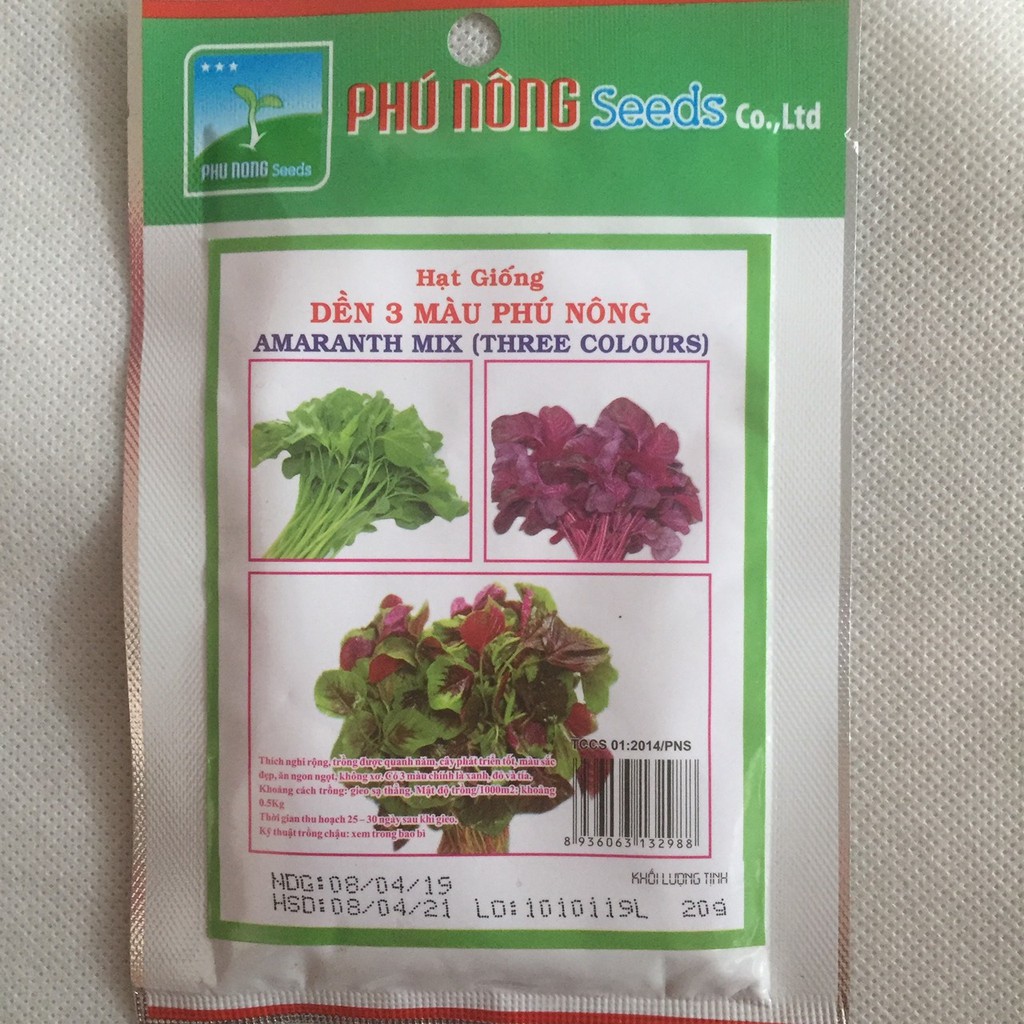 PHÚ NÔNG Seeds Co.,Ltd
PHU NONG Seeds
Hạt Giống
DỀN 3 MÀU PHÚ NÔNG
AMARANTH MIX (THREE COLOURS)
TCCS 01:2014/PNS
Thích nghi rộng, trồng được quanh năm, cây phát triển tốt, màu sắc
đẹp, ăn ngon ngọt, không xơ. Có 3 màu chính là xanh, đỏ và tía.
Khoảng cách trồng: gieo sạ thẳng. Mật độ trồng/1000m2: khoảng
0.5Kg
Thời gian thu hoạch 25 – 30 ngày sau khi gieo.
Kỹ thuật trồng chậu: xem trong bao bì
8 936063 132988
NDG:08/04/19
KHỐI LƯỢNG TỊNH
HSD:08/04/21 LO:1010119L 20g